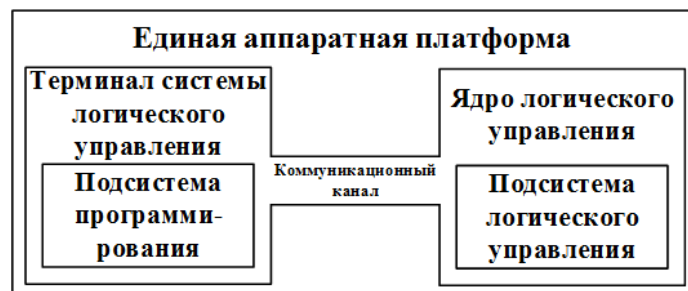 Единая аппаратная платформа
Терминал системы
логического
управления
Подсистема
программи-
рования
Коммуникационный
канал
Ядро логического
управления
Подсистема
логического
управления